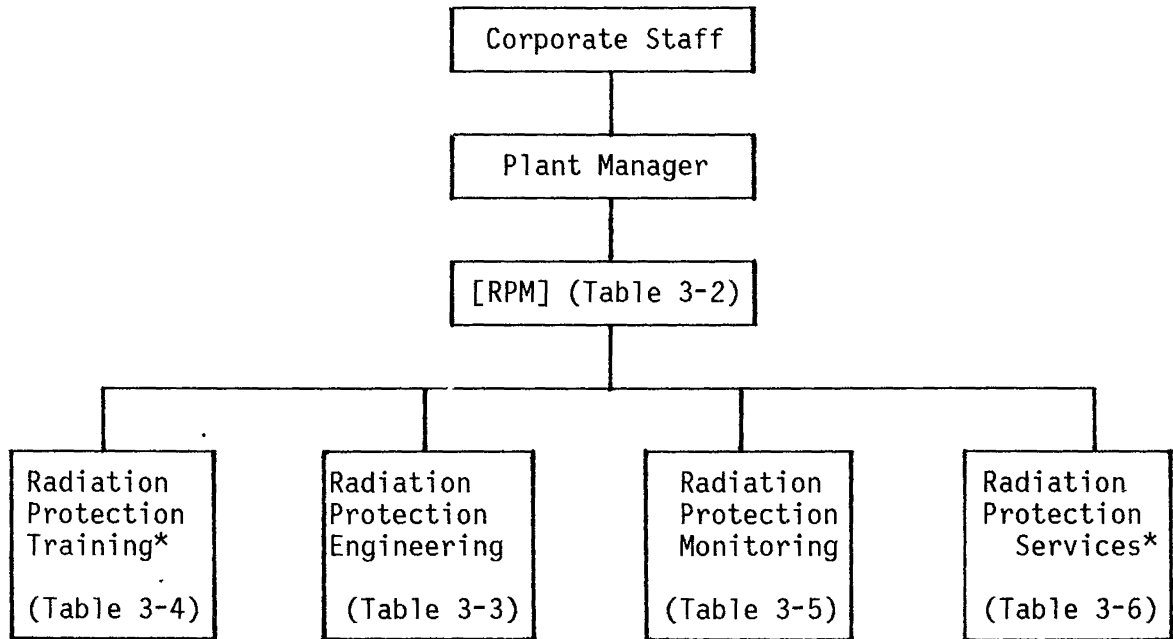 Corporate Staff
Plant Manager
[RPM] (Table 3-2)
Radiation
Protection
Training*
(Table 3-4)
Radiation
Protection
Engineering
(Table 3-3)
Radiation
Protection
Monitoring
(Table 3-5)
Radiation
Protection
Services*
(Table 3-6)